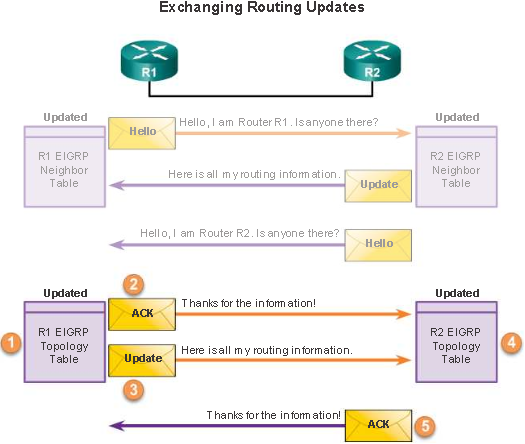 Exchanging Routing Updates
R1
R2
Updated
Updated
Hello
Hello, I am Router R1. Is anyone there?
R1 EIGRP
Neighbor
Table
R2 EIGRP
Neighbor
Table
Here is all my routing information.
Update
Hello, I am Router R2. Is anyone there?
Hello
2
Updated
Updated
ACK
Thanks for the information!
1
R1 EIGRP
Topology
Table
R2 EIGRP
Topology
Table
4
Update
Here is all my routing information.
3
Thanks for the information!
ACK
5